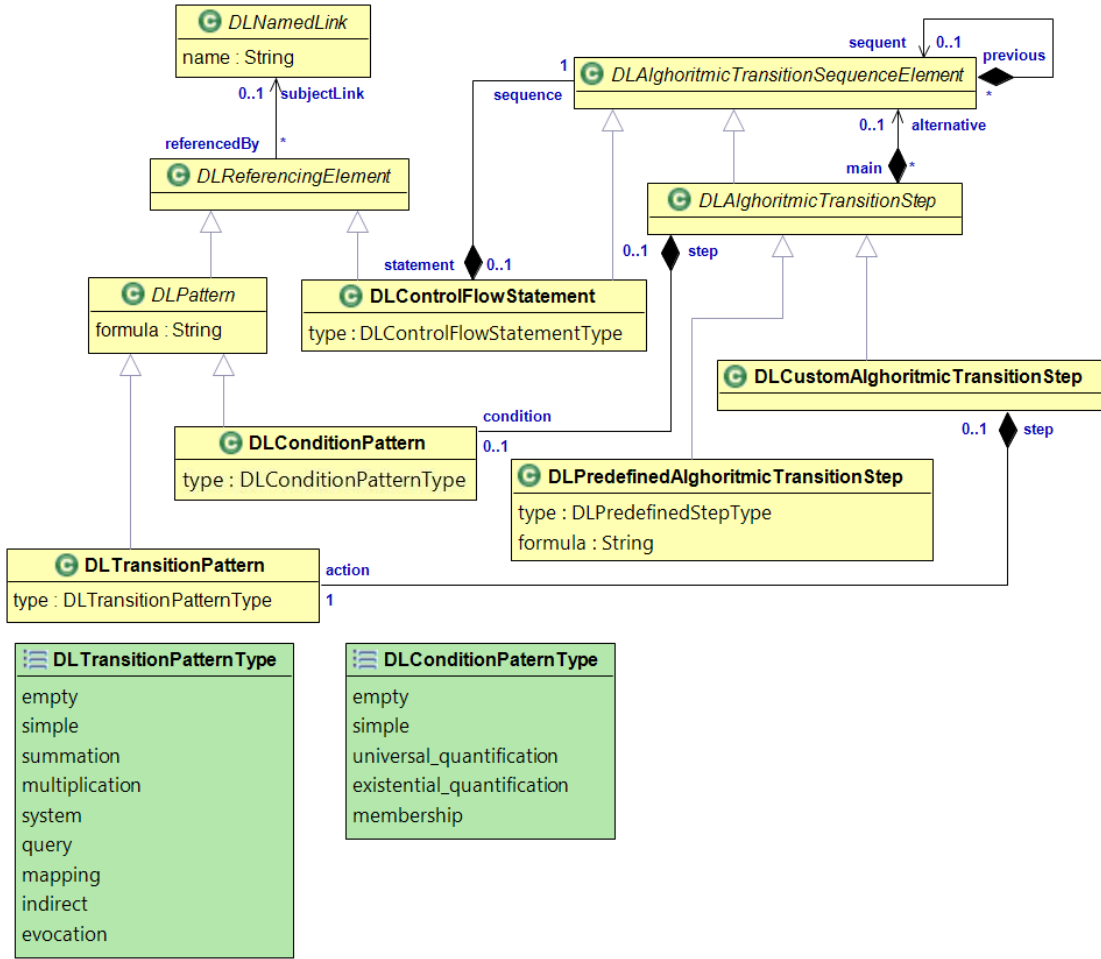 DLNamedLink
name : String
0..1 subjectLink
referencedBy *
DLReferencingElement
sequent 0..1
previous
1
DLAlghoritmicTransitionSequenceElement
sequence
*
0..1 alternative
main *
DLAlghoritmicTransitionStep
0..1 step
statement 0..1
DLPattern
formula : String
DLControlFlowStatement
type : DLControlFlowStatementType
DLCustomAlghoritmicTransitionStep
0..1 step
condition
0..1
DLConditionPattern
type : DLConditionPatternType
DLPredefinedAlghoritmicTransitionStep
type : DLPredefinedStepType
formula : String
DLTransitionPattern
type : DLTransitionPatternType
action
1
DLTransitionPatternType
empty
simple
summation
multiplication
system
query
mapping
indirect
evocation
DLConditionPaternType
empty
simple
universal_quantification
existential_quantification
membership